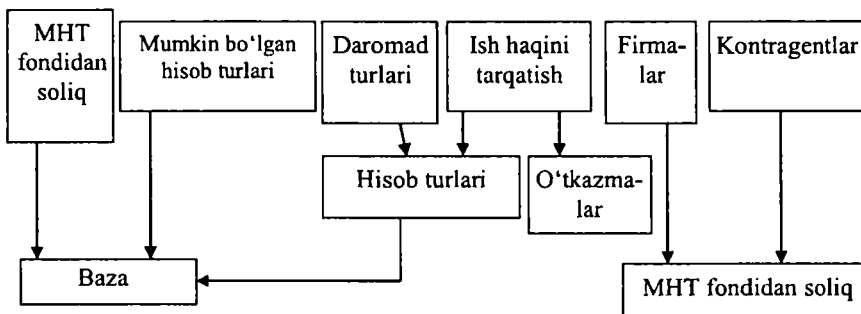 MHT
fondidan
soliq
Mumkin bo‘lgan
hisob turlari
Daromad
turlari
Ish haqini
tarqatish
Firma-
lar
Kontragentlar
Hisob turlari
O‘tkazma-
lar
Baza
MHT fondidan soliq